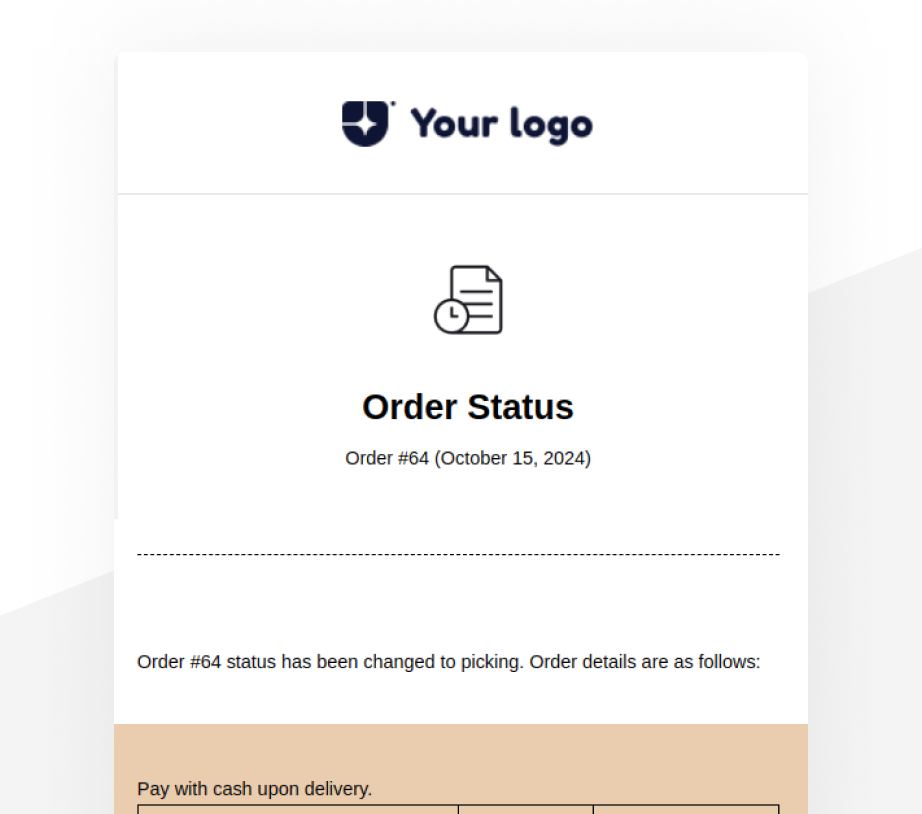 Your logo
Order Status
Order #64 (October 15, 2024)
Order #64 status has been changed to picking. Order details are as follows:
Pay with cash upon delivery.